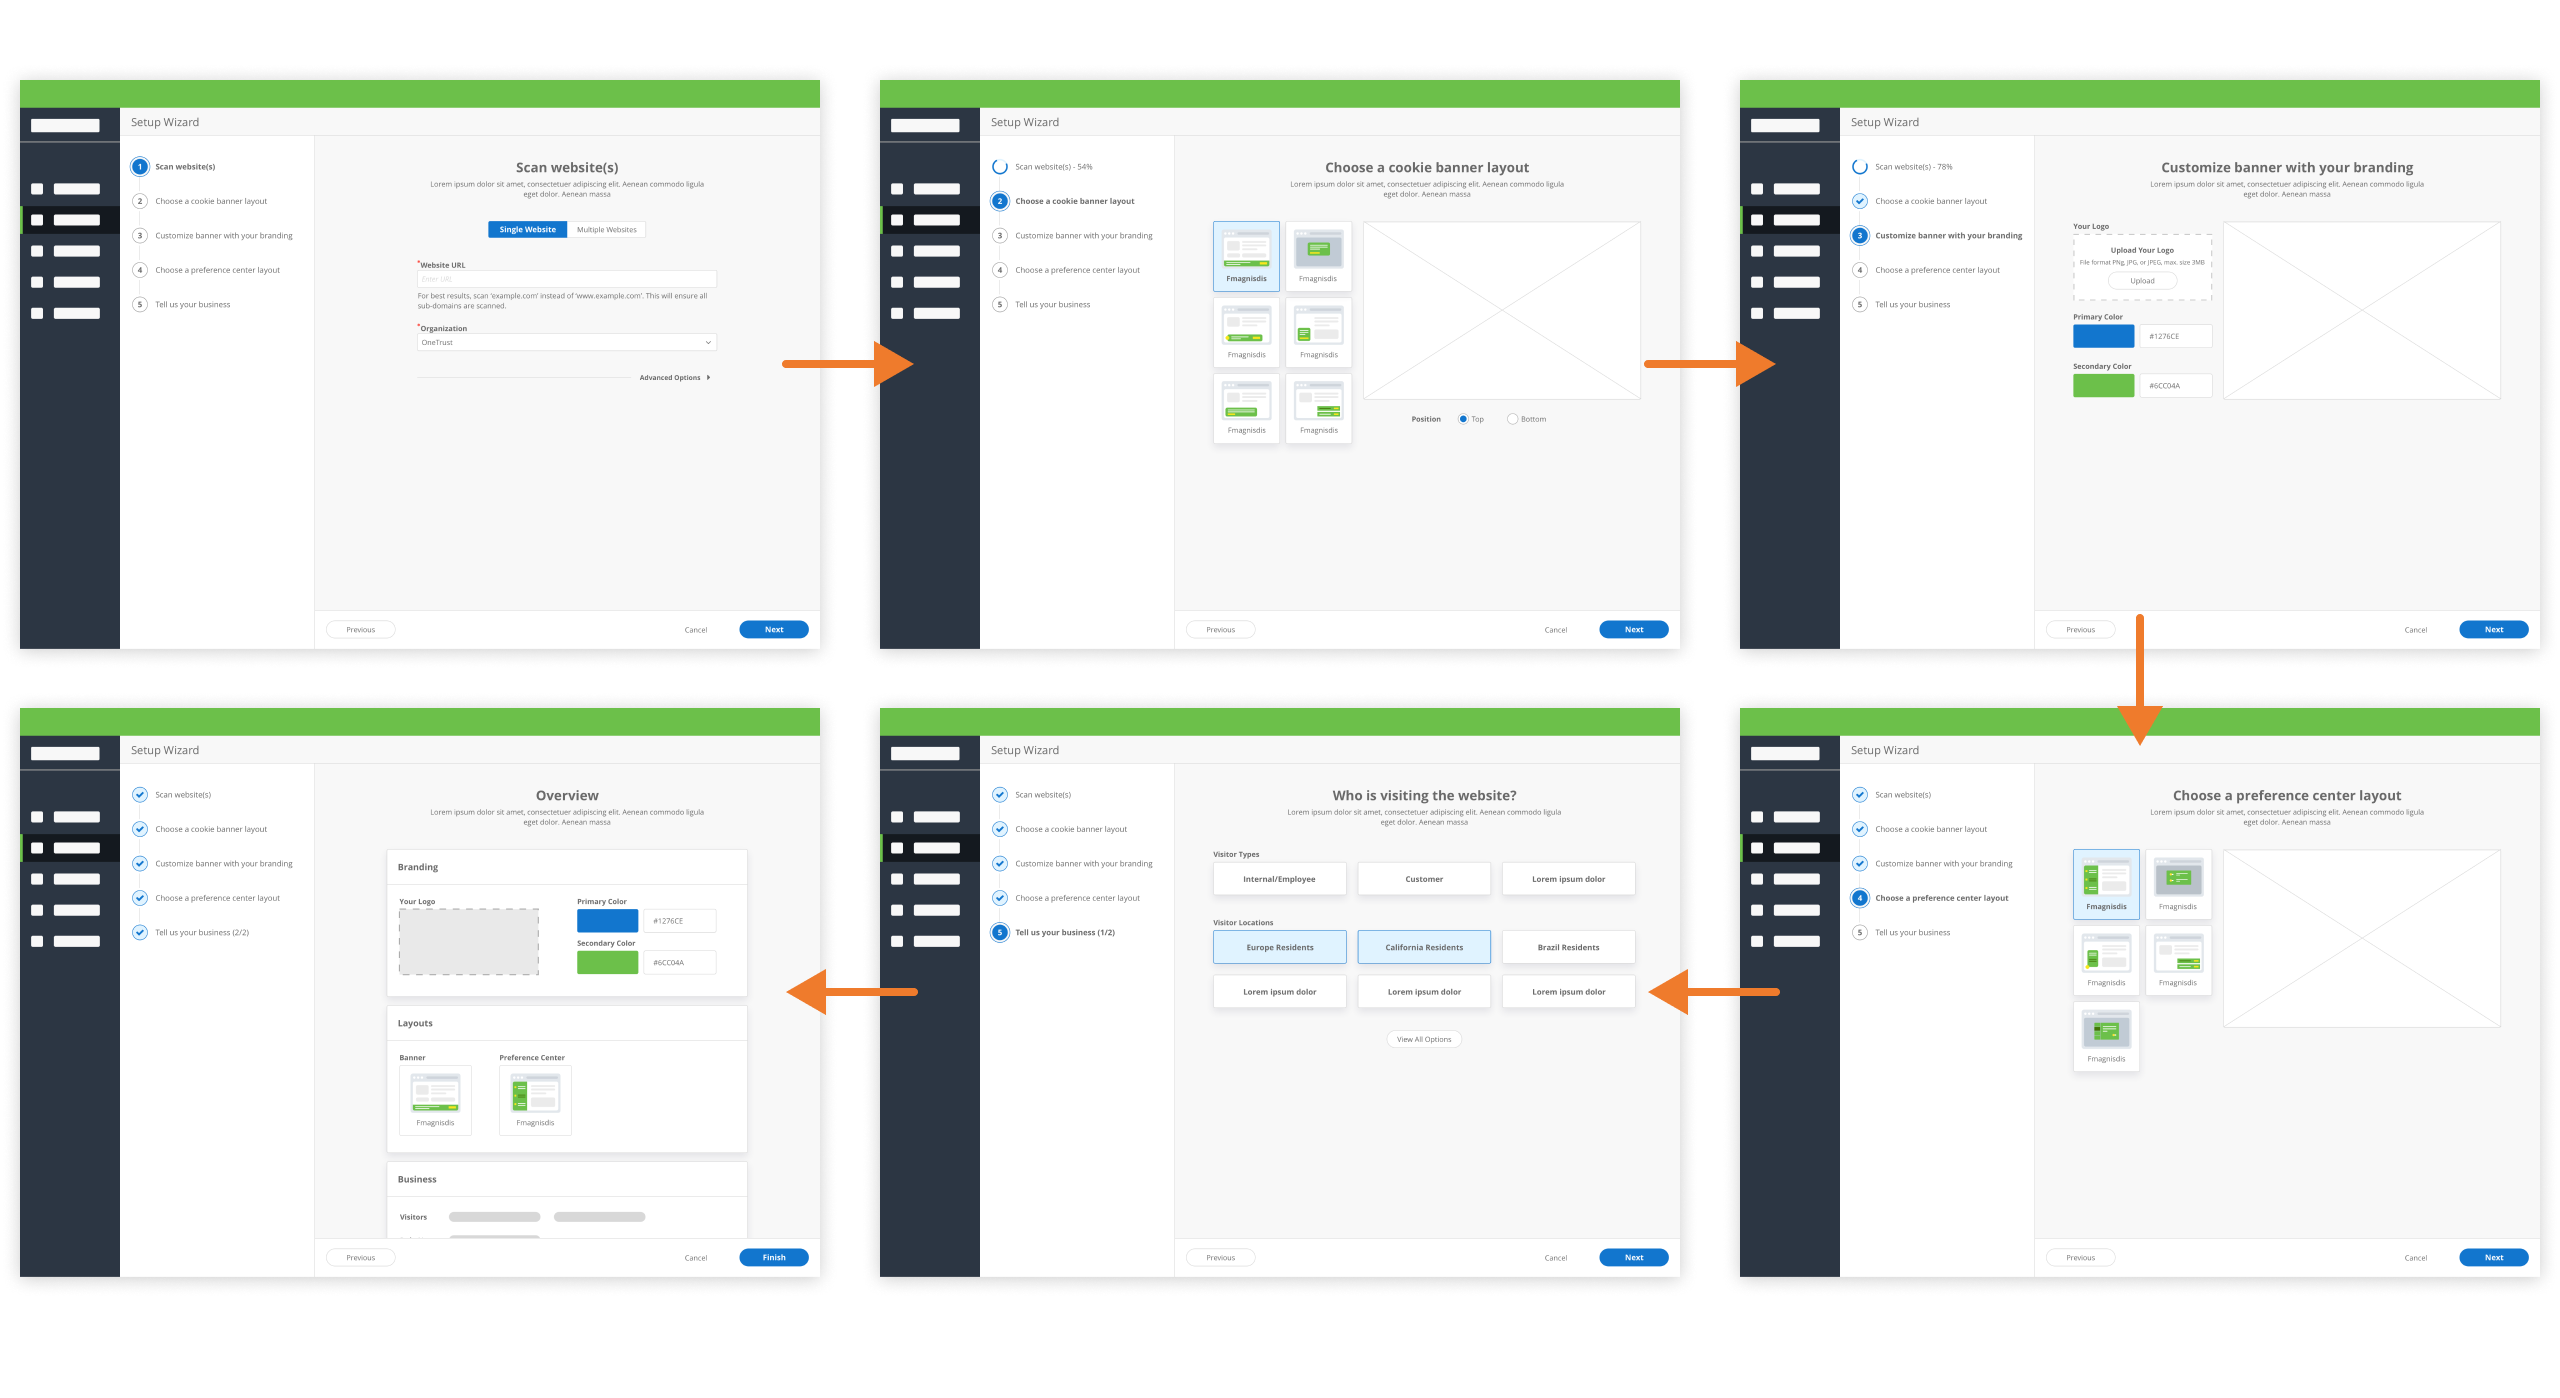 Setup Wizard
1 Scan website(s)
2 Choose a cookie banner layout
3 Customize banner with your branding
4 Choose a preference center layout
5 Tell us your business
Scan website(s)
Lorem ipsum dolor sit amet, consectetuer adipiscing elit. Aenean commodo ligula
eget dolor. Aenean massa
Single Website Multiple Websites
*Website URL
Enter URL
For best results, scan 'example.com' instead of 'www.example.com'. This will ensure all
sub-domains are scanned.
*Organization
OneTrust
Advanced Options
Previous Cancel Next
Setup Wizard
Scan website(s) - 54%
2 Choose a cookie banner layout
3 Customize banner with your branding
4 Choose a preference center layout
5 Tell us your business
Choose a cookie banner layout
Lorem ipsum dolor sit amet, consectetuer adipiscing elit. Aenean commodo ligula
eget dolor. Aenean massa
Fmagnisdis Fmagnisdis
Fmagnisdis Fmagnisdis
Fmagnisdis Fmagnisdis
Position Top Bottom
Previous Cancel Next
Setup Wizard
Scan website(s) - 78%
Choose a cookie banner layout
3 Customize banner with your branding
4 Choose a preference center layout
5 Tell us your business
Customize banner with your branding
Lorem ipsum dolor sit amet, consectetuer adipiscing elit. Aenean commodo ligula
eget dolor. Aenean massa
Your Logo
Upload Your Logo
File format PNg, JPG, or JPEG, max. size 3MB
Upload
Primary Color
#1276CE
Secondary Color
#6CC04A
Previous Cancel Next
Setup Wizard
Scan website(s)
Choose a cookie banner layout
Customize banner with your branding
4 Choose a preference center layout
5 Tell us your business
Choose a preference center layout
Lorem ipsum dolor sit amet, consectetuer adipiscing elit. Aenean commodo ligula
eget dolor. Aenean massa
Fmagnisdis Fmagnisdis
Fmagnisdis Fmagnisdis
Fmagnisdis
Previous Cancel Next
Setup Wizard
Scan website(s)
Choose a cookie banner layout
Customize banner with your branding
Choose a preference center layout
5 Tell us your business (1/2)
Who is visiting the website?
Lorem ipsum dolor sit amet, consectetuer adipiscing elit. Aenean commodo ligula
eget dolor. Aenean massa
Visitor Types
Internal/Employee Customer Lorem ipsum dolor
Visitor Locations
Europe Residents California Residents Brazil Residents
Lorem ipsum dolor Lorem ipsum dolor Lorem ipsum dolor
View All Options
Previous Cancel Next
Setup Wizard
Scan website(s)
Choose a cookie banner layout
Customize banner with your branding
Choose a preference center layout
Tell us your business (2/2)
Overview
Lorem ipsum dolor sit amet, consectetuer adipiscing elit. Aenean commodo ligula
eget dolor. Aenean massa
Branding
Your Logo Primary Color
#1276CE
Secondary Color
#6CC04A
Layouts
Banner Preference Center
Fmagnisdis Fmagnisdis
Business
Visitors
Previous Cancel Finish